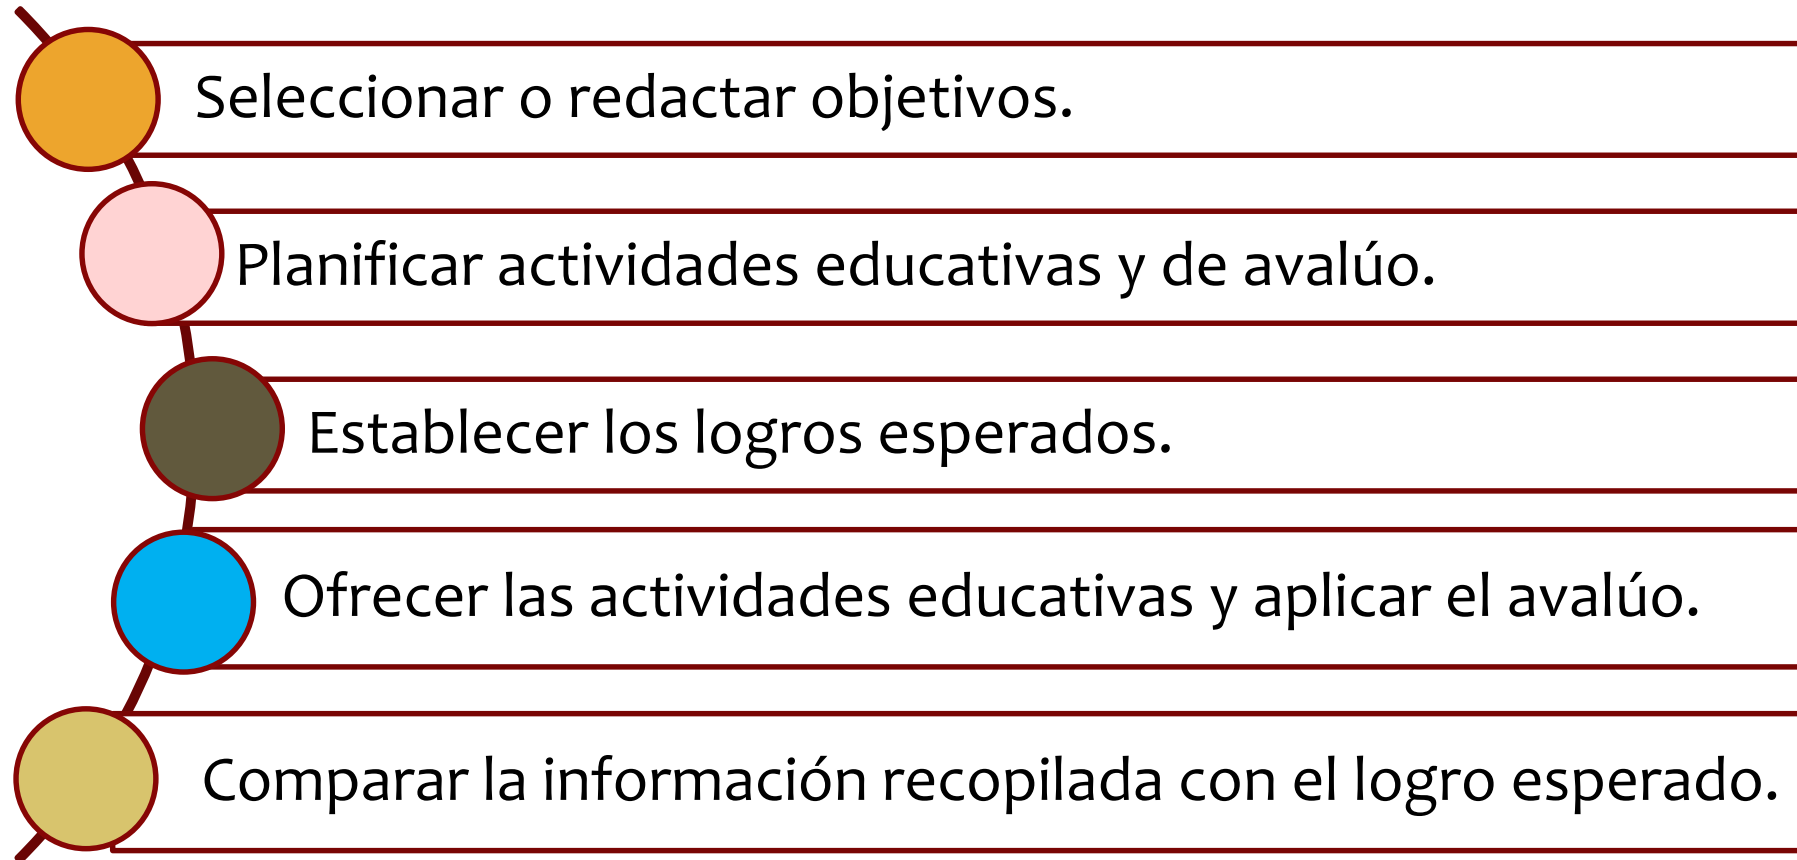 Seleccionar o redactar objetivos.
Planificar actividades educativas y de avalúo.
Establecer los logros esperados.
Ofrecer las actividades educativas y aplicar el avalúo.
Comparar la información recopilada con el logro esperado.